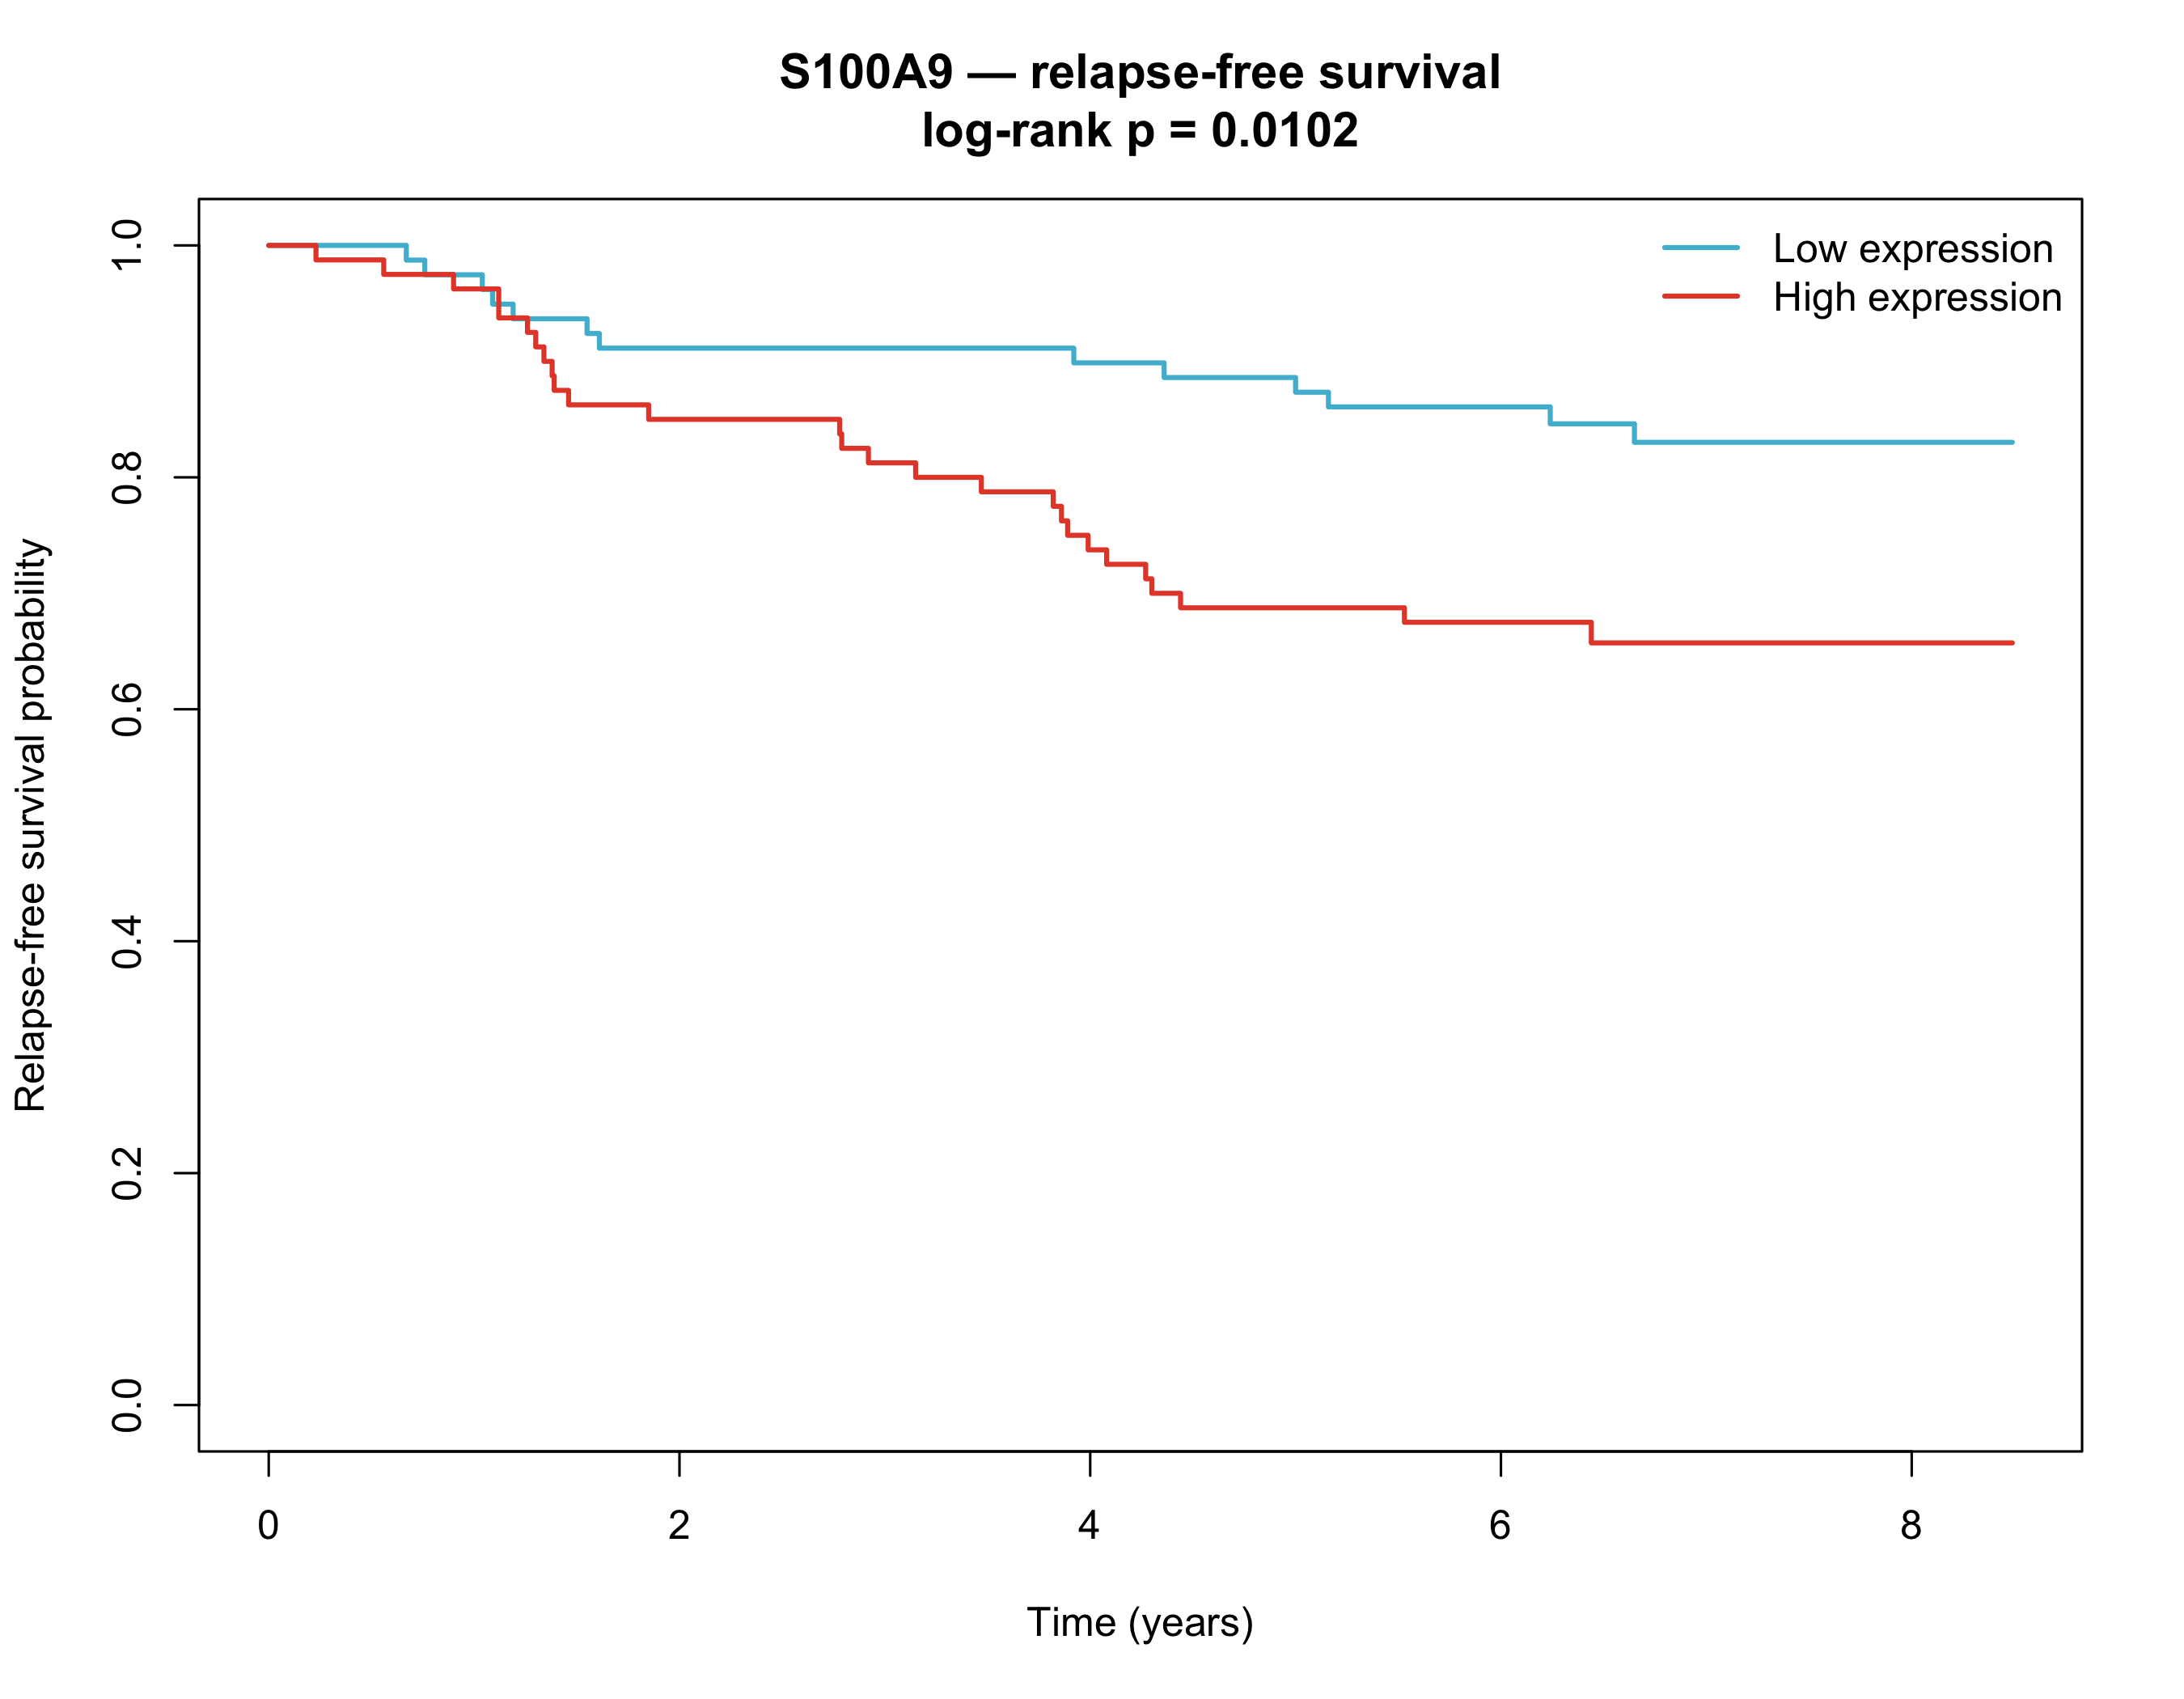 S100A9 — relapse-free survival
log-rank p = 0.0102
Low expression
High expression
Relapse-free survival probability
1.0
0.8
0.6
0.4
0.2
0.0
0 2 4 6 8
Time (years)